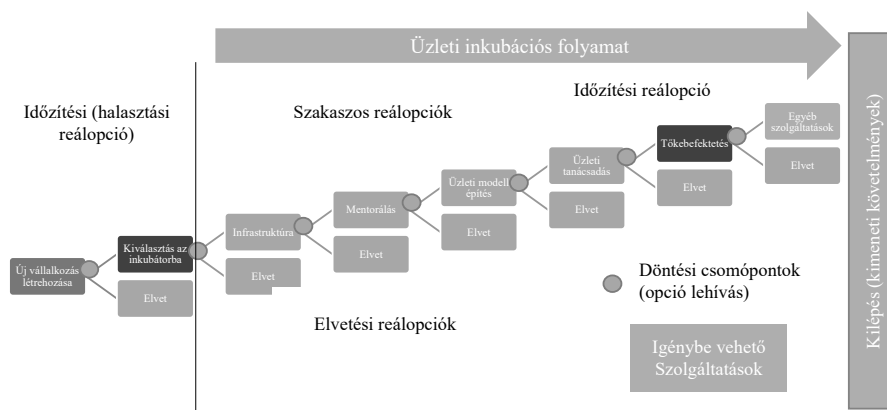 Üzleti inkubációs folyamat
Időzítési (halasztási
reálopció)
Szakaszos reálopciók
Időzítési reálopció
Egyéb
szolgáltatások
Elvet
Tőkebefektetés
Elvet
Üzleti
tanácsadás
Elvet
Üzleti modell
építés
Elvet
Mentorálás
Elvet
Infrastruktúra
Elvet
Kiválasztás az
inkubátorba
Elvet
Új vállalkozás
létrehozása
Döntési csomópontok
(opció lehívás)
Elvetési reálopciók
Igénybe vehető
Szolgáltatások
Kilépés (kimeneti követelmények)